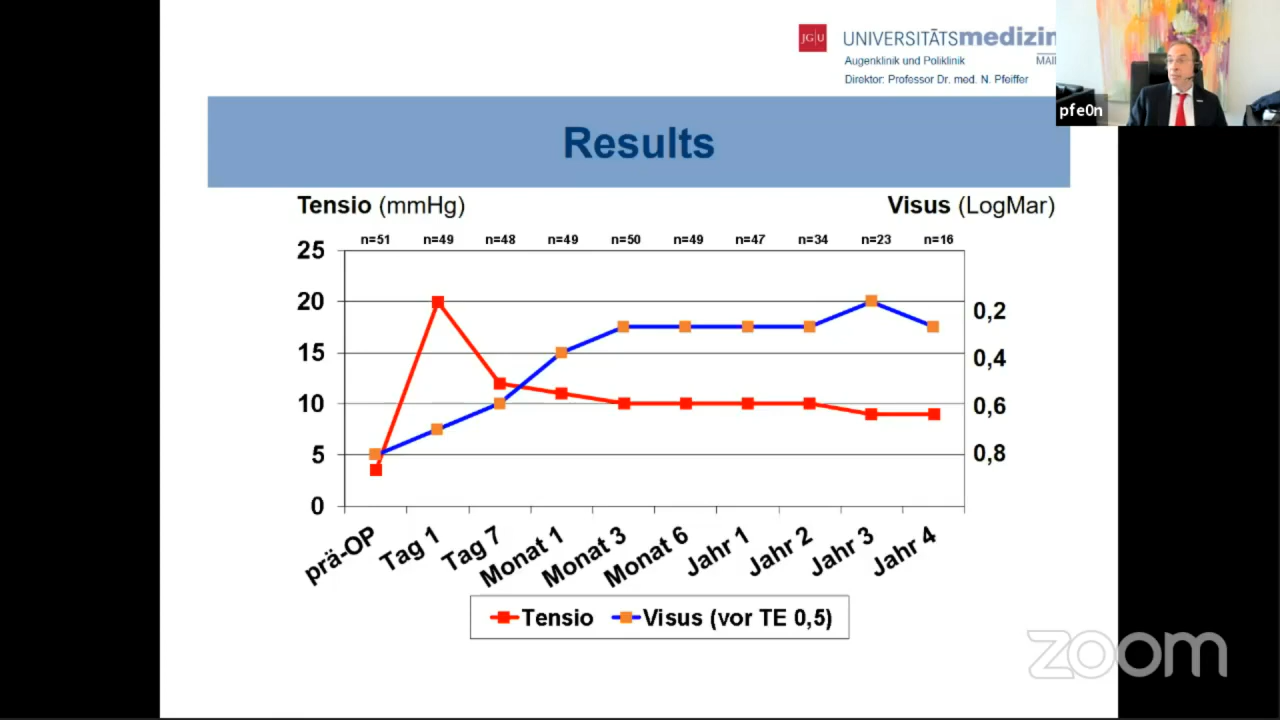 JG|U
UNIVERSITÄTSmedizin
Augenklinik und Poliklinik
MAI
Direktor: Professor Dr. med. N. Pfeiffer
pfe0n
Results
Tensio (mmHg)
Visus (LogMar)
n=51 n=49 n=48 n=49 n=50 n=49 n=47 n=34 n=23 n=16
25
20
15
10
5
0
0,2
0,4
0,6
0,8
prä-OP
Tag 1
Tag 7
Monat 1
Monat 3
Monat 6
Jahr 1
Jahr 2
Jahr 3
Jahr 4
Tensio Visus (vor TE 0,5)
zoom